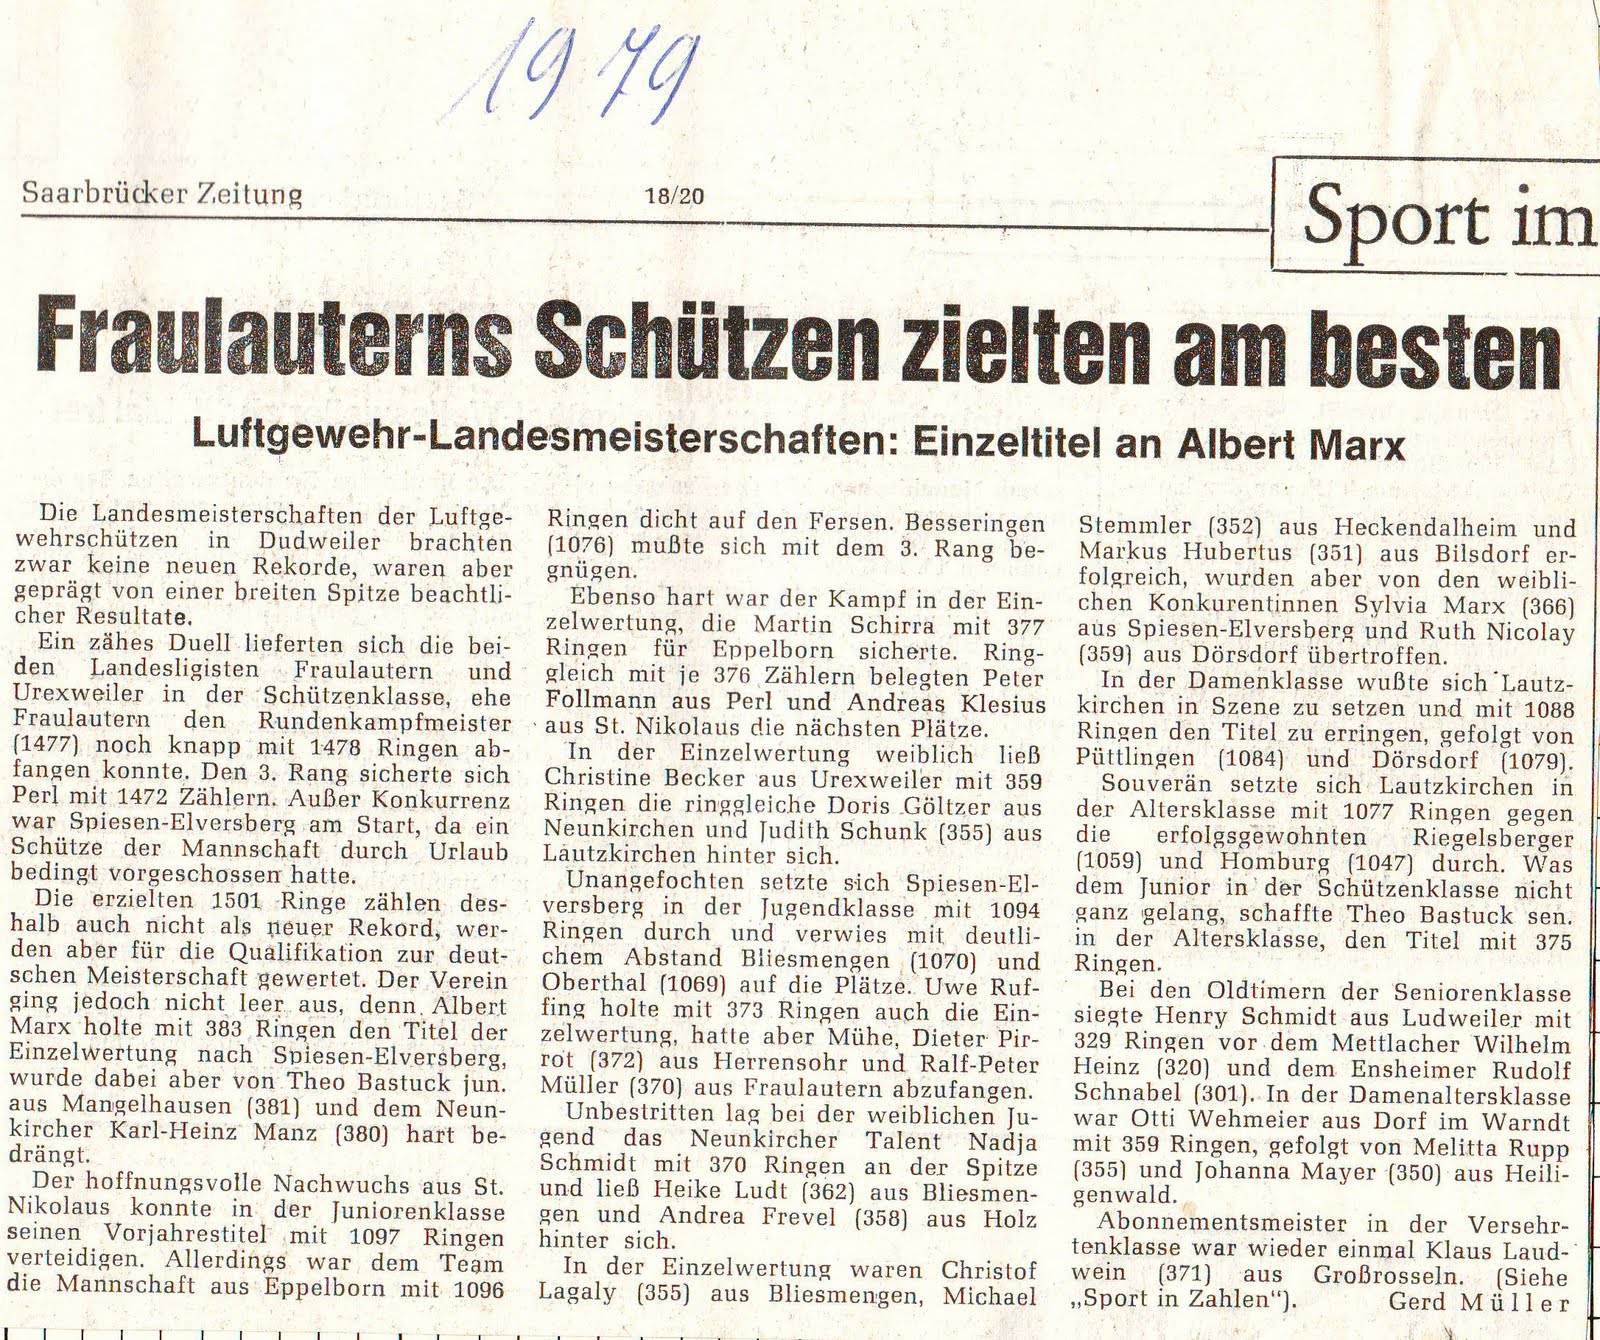 1979
Saarbrücker Zeitung
18/20
Sport im
Fraulauterns Schützen zielten am besten
Luftgewehr-Landesmeisterschaften: Einzeltitel an Albert Marx
Die Landesmeisterschaften der Luftge-
wehrschützen in Dudweiler brachten
zwar keine neuen Rekorde, waren aber
geprägt von einer breiten Spitze beachtli-
cher Resultate.
Ein zähes Duell lieferten sich die bei-
den Landesligisten Fraulautern und
Urexweiler in der Schützenklasse, ehe
Fraulautern den Rundenkampfmeister
(1477) noch knapp mit 1478 Ringen ab-
fangen konnte. Den 3. Rang sicherte sich
Perl mit 1472 Zählern. Außer Konkurrenz
war Spiesen-Elversberg am Start, da ein
Schütze der Mannschaft durch Urlaub
bedingt vorgeschossen hatte.
Die erzielten 1501 Ringe zählen des-
halb auch nicht als neuer Rekord, wer-
den aber für die Qualifikation zur deut-
schen Meisterschaft gewertet. Der Verein
ging jedoch nicht leer aus, denn Albert
Marx holte mit 383 Ringen den Titel der
Einzelwertung nach Spiesen-Elversberg,
wurde dabei aber von Theo Bastuck jun.
aus Mangelhausen (381) und dem Neun-
kircher Karl-Heinz Manz (380) hart be-
drängt.
Der hoffnungsvolle Nachwuchs aus St.
Nikolaus konnte in der Juniorenklasse
seinen Vorjahrestitel mit 1097 Ringen
verteidigen. Allerdings war dem Team
die Mannschaft aus Eppelborn mit 1096
Ringen dicht auf den Fersen. Besseringen
(1076) mußte sich mit dem 3. Rang be-
gnügen.
Ebenso hart war der Kampf in der Ein-
zelwertung, die Martin Schirra mit 377
Ringen für Eppelborn sicherte. Ring-
gleich mit je 376 Zählern belegten Peter
Follmann aus Perl und Andreas Klesius
aus St. Nikolaus die nächsten Plätze.
In der Einzelwertung weiblich ließ
Christine Becker aus Urexweiler mit 359
Ringen die ringgleiche Doris Göltzer aus
Neunkirchen und Judith Schunk (355) aus
Lautzkirchen hinter sich.
Unangefochten setzte sich Spiesen-El-
versberg in der Jugendklasse mit 1094
Ringen durch und verwies mit deutli-
chem Abstand Bliesmengen (1070) und
Oberthal (1069) auf die Plätze. Uwe Ruf-
fing holte mit 373 Ringen auch die Ein-
zelwertung, hatte aber Mühe, Dieter Pir-
rot (372) aus Herrensohr und Ralf-Peter
Müller (370) aus Fraulautern abzufangen.
Unbestritten lag bei der weiblichen Ju-
gend das Neunkircher Talent Nadja
Schmidt mit 370 Ringen an der Spitze
und ließ Heike Ludt (362) aus Bliesmen-
gen und Andrea Frevel (358) aus Holz
hinter sich.
In der Einzelwertung waren Christof
Lagaly (355) aus Bliesmengen, Michael
Stemmler (352) aus Heckendalheim und
Markus Hubertus (351) aus Bilsdorf er-
folgreich, wurden aber von den weibli-
chen Konkurentinnen Sylvia Marx (366)
aus Spiesen-Elversberg und Ruth Nicolay
(359) aus Dörsdorf übertroffen.
In der Damenklasse wußte sich Lautz-
kirchen in Szene zu setzen und mit 1088
Ringen den Titel zu erringen, gefolgt von
Püttlingen (1084) und Dörsdorf (1079).
Souverän setzte sich Lautzkirchen in
der Altersklasse mit 1077 Ringen gegen
die erfolgsgewohnten Riegelsberger
(1059) und Homburg (1047) durch. Was
dem Junior in der Schützenklasse nicht
ganz gelang, schaffte Theo Bastuck sen.
in der Altersklasse, den Titel mit 375
Ringen.
Bei den Oldtimern der Seniorenklasse
siegte Henry Schmidt aus Ludweiler mit
329 Ringen vor dem Mettlacher Wilhelm
Heinz (320) und dem Ensheimer Rudolf
Schnabel (301). In der Damenaltersklasse
war Otti Wehmeier aus Dorf im Warndt
mit 359 Ringen, gefolgt von Melitta Rupp
(355) und Johanna Mayer (350) aus Heili-
genwald.
Abonnementsmeister in der Versehr-
tenklasse war wieder einmal Klaus Laud-
wein (371) aus Großrosseln. (Siehe
„Sport in Zahlen“). Gerd Müller